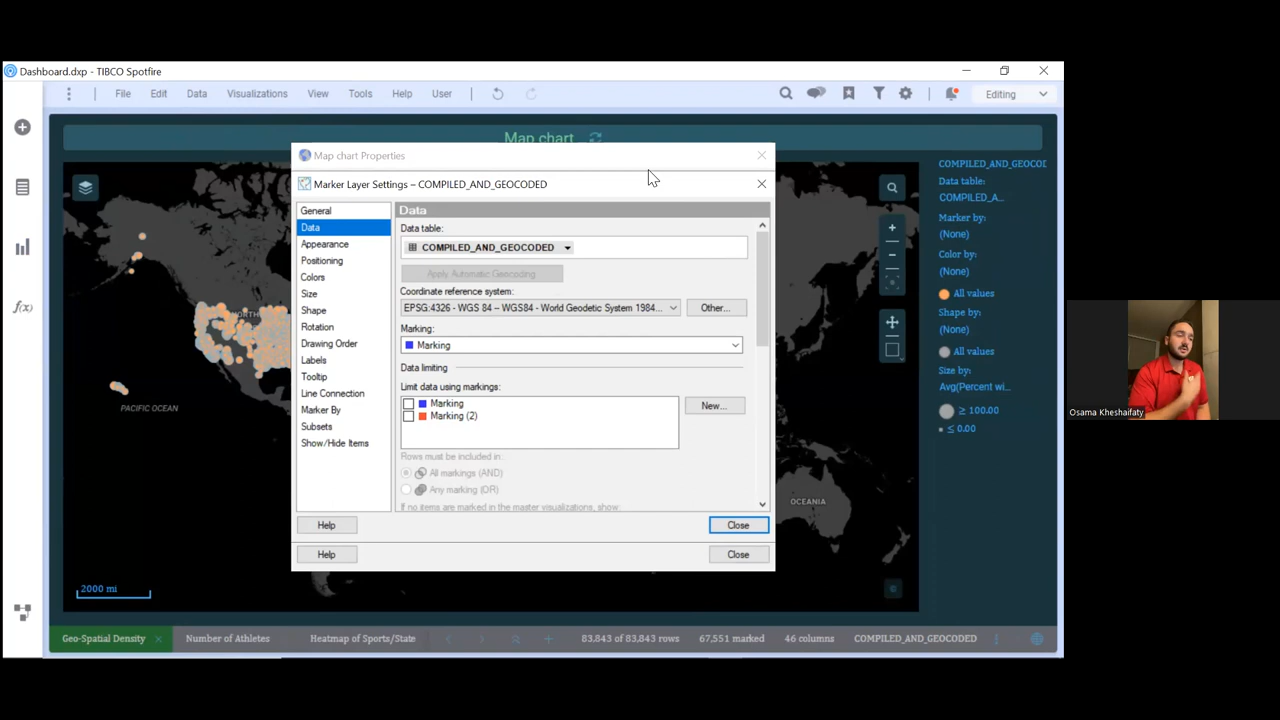 Dashboard.dxp - TIBCO Spotfire
File Edit Data Visualizations View Tools Help User Editing
Map chart
Map chart Properties
Marker Layer Settings – COMPILED_AND_GEOCODED
General
Data
Appearance
Positioning
Colors
Size
Shape
Rotation
Drawing Order
Labels
Tooltip
Line Connection
Marker By
Subsets
Show/Hide Items
Data
Data table:
COMPILED_AND_GEOCODED
Apply Automatic Geocoding
Coordinate reference system:
EPSG:4326 - WGS 84 – WGS84 - World Geodetic System 1984... Other...
Marking:
Marking
Data limiting
Limit data using markings:
Marking
Marking (2)
New...
Rows must be included in:
All markings (AND)
Any marking (OR)
If no items are marked in the master visualizations, show:
Help Close
Help Close
PACIFIC OCEAN
OCEANIA
2000 mi
COMPILED_AND_GEOCOD
Data table:
COMPILED_A...
Marker by:
(None)
Color by:
(None)
All values
Shape by:
(None)
All values
Size by:
Avg(Percent wi...
≥ 100.00
≤ 0.00
f(x)
Geo-Spatial Density Number of Athletes Heatmap of Sports/State 83,843 of 83,843 rows 67,551 marked 46 columns COMPILED_AND_GEOCODED
Osama Kheshaifaty